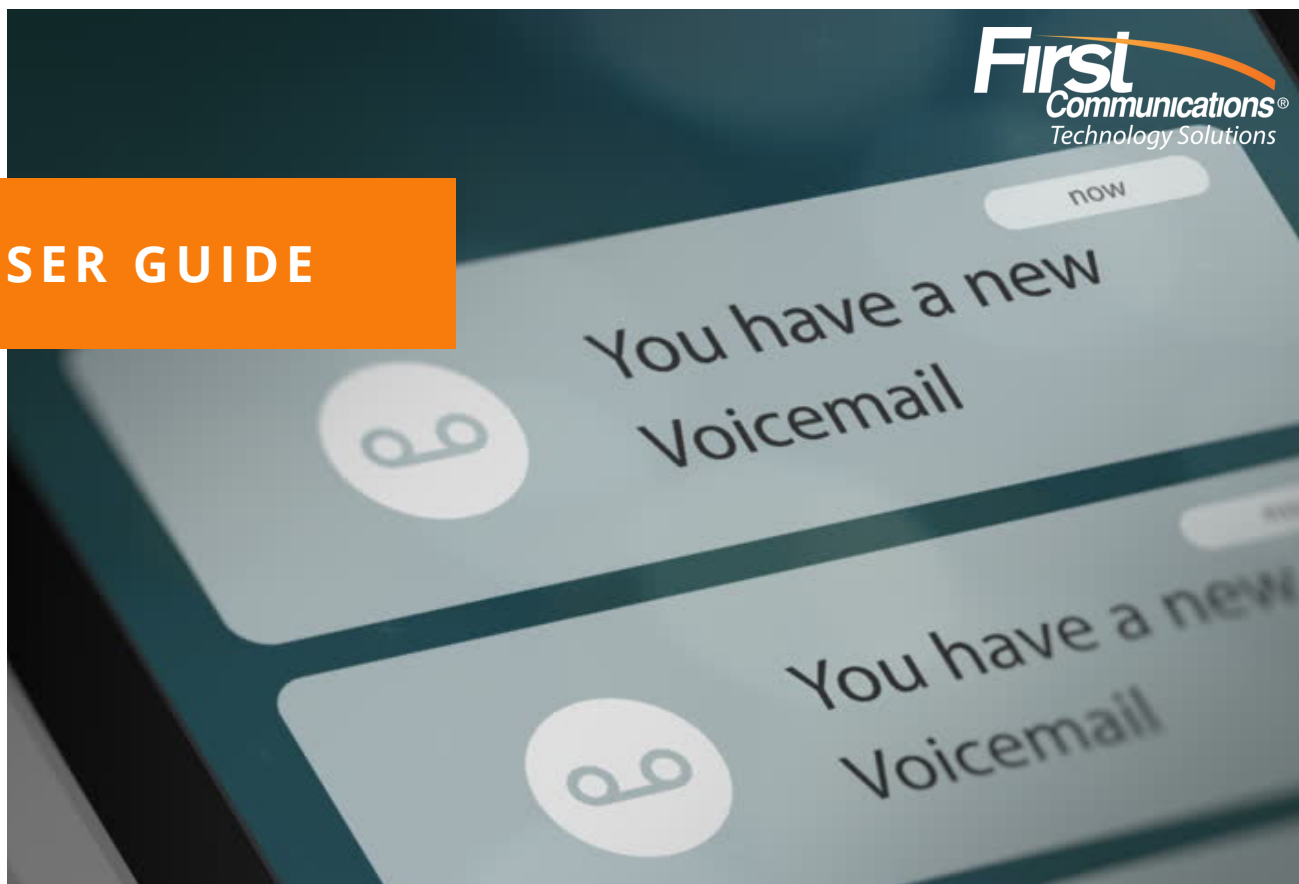 First
Communications®
Technology Solutions
SER GUIDE
now
You have a new
Voicemail
You have a new
Voicemail